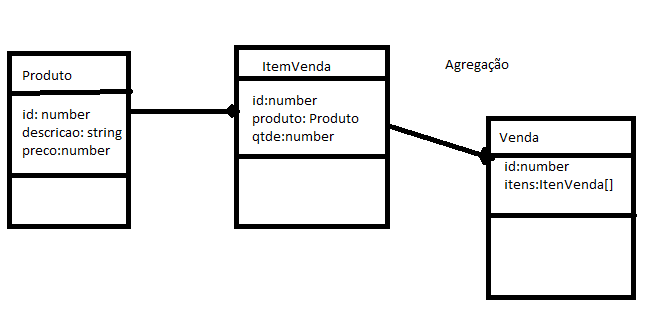 Produto
id: number
descricao: string
preco:number
ItemVenda
id:number
produto: Produto
qtde:number
Agregação
Venda
id:number
itens:ItenVenda[]